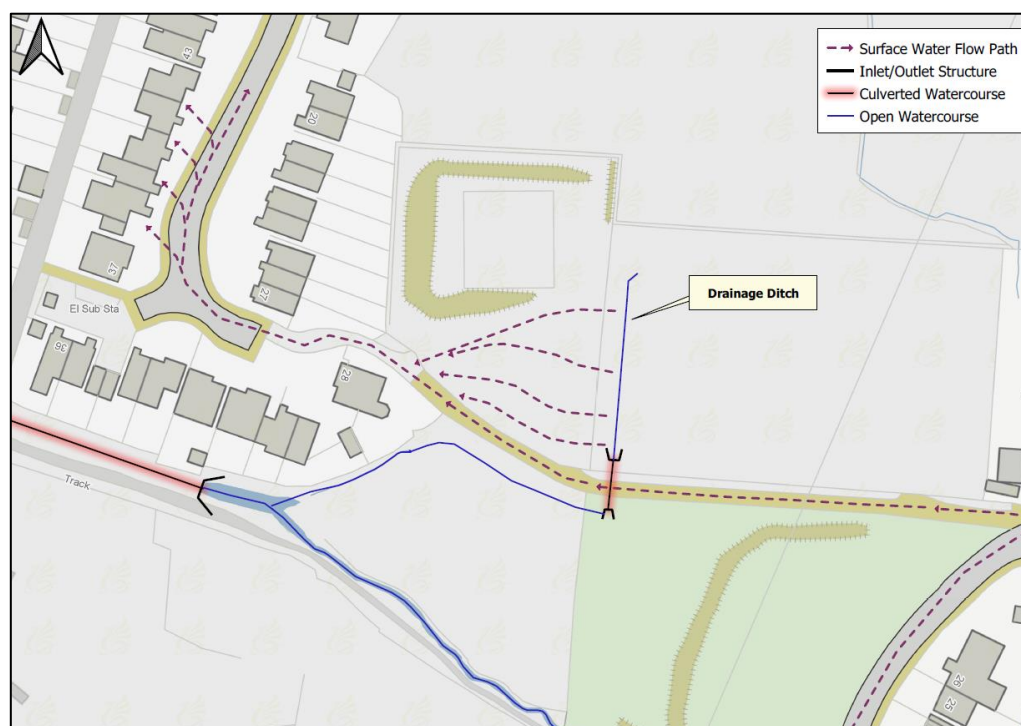 Surface Water Flow Path
Inlet/Outlet Structure
Culverted Watercourse
Open Watercourse
43
20
37
27
El Sub Sta
36
28
Drainage Ditch
Track
26
25